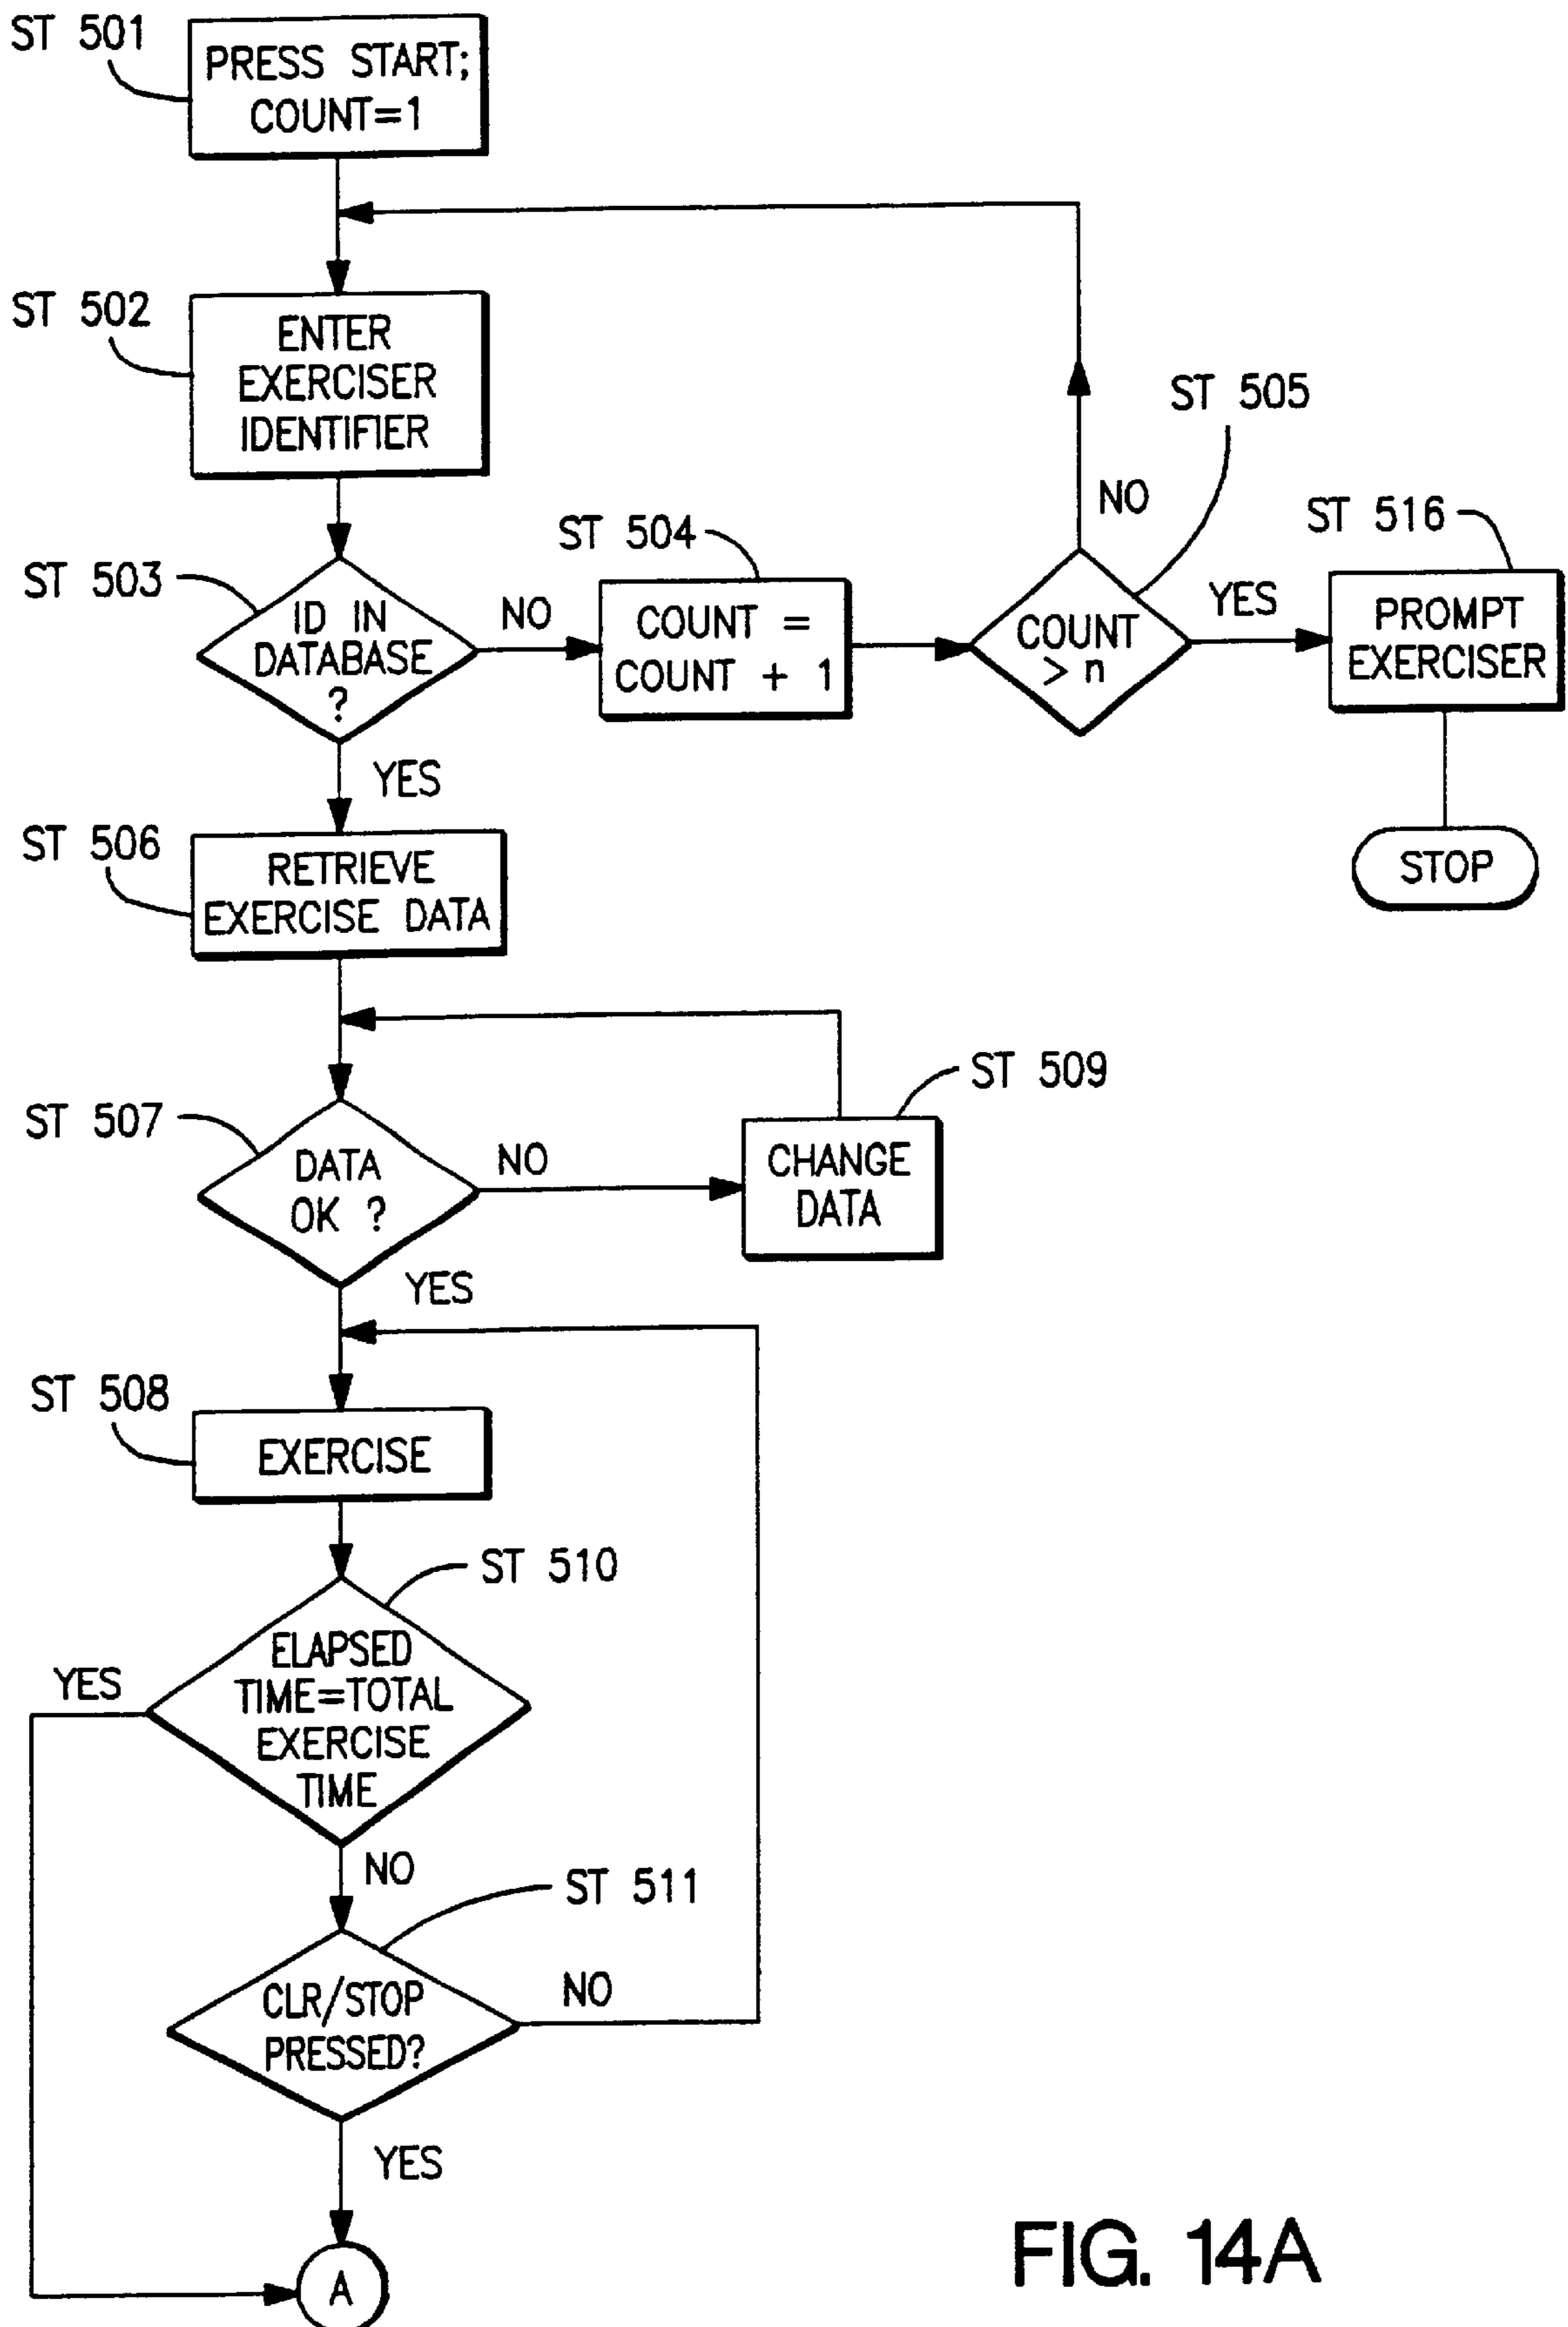 ST 501
PRESS START;
COUNT=1
ST 502
ENTER
EXERCISER
IDENTIFIER
ST 503
ID IN
DATABASE
?
NO
ST 504
COUNT =
COUNT + 1
ST 505
COUNT
> n
NO
YES
ST 516
PROMPT
EXERCISER
STOP
YES
ST 506
RETRIEVE
EXERCISE DATA
ST 507
DATA
OK ?
NO
ST 509
CHANGE
DATA
YES
ST 508
EXERCISE
ST 510
ELAPSED
TIME=TOTAL
EXERCISE
TIME
YES
NO
ST 511
CLR/STOP
PRESSED?
NO
YES
A
FIG. 14A